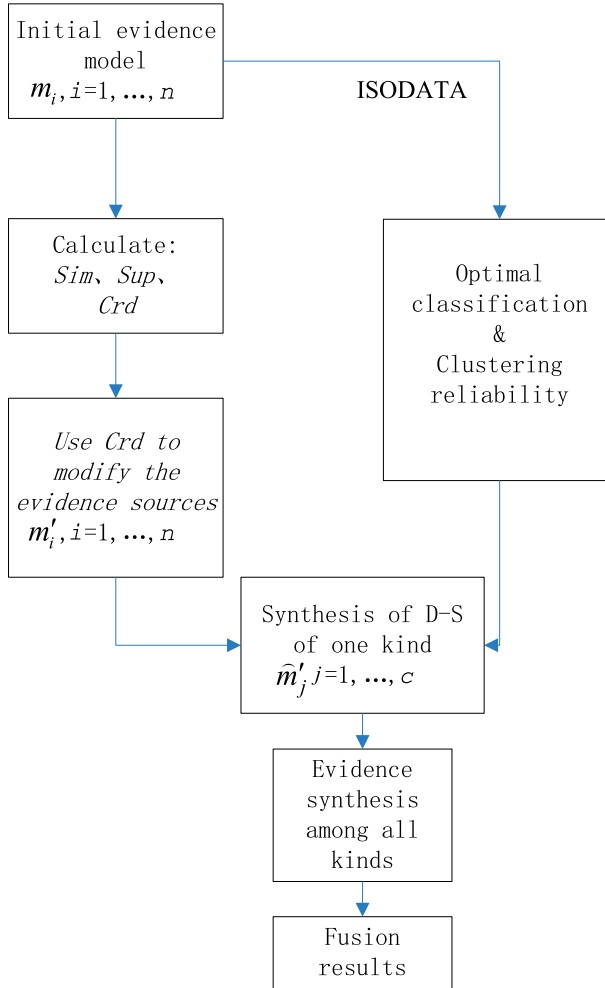 Initial evidence
model
m_i, i=1, …, n
ISODATA
Calculate:
Sim、Sup、
Crd
Optimal
classification
&
Clustering
reliability
Use Crd to
modify the
evidence sources
m′_i, i=1, …, n
Synthesis of D-S
of one kind
m̂′_j j=1, …, c
Evidence
synthesis
among all
kinds
Fusion
results